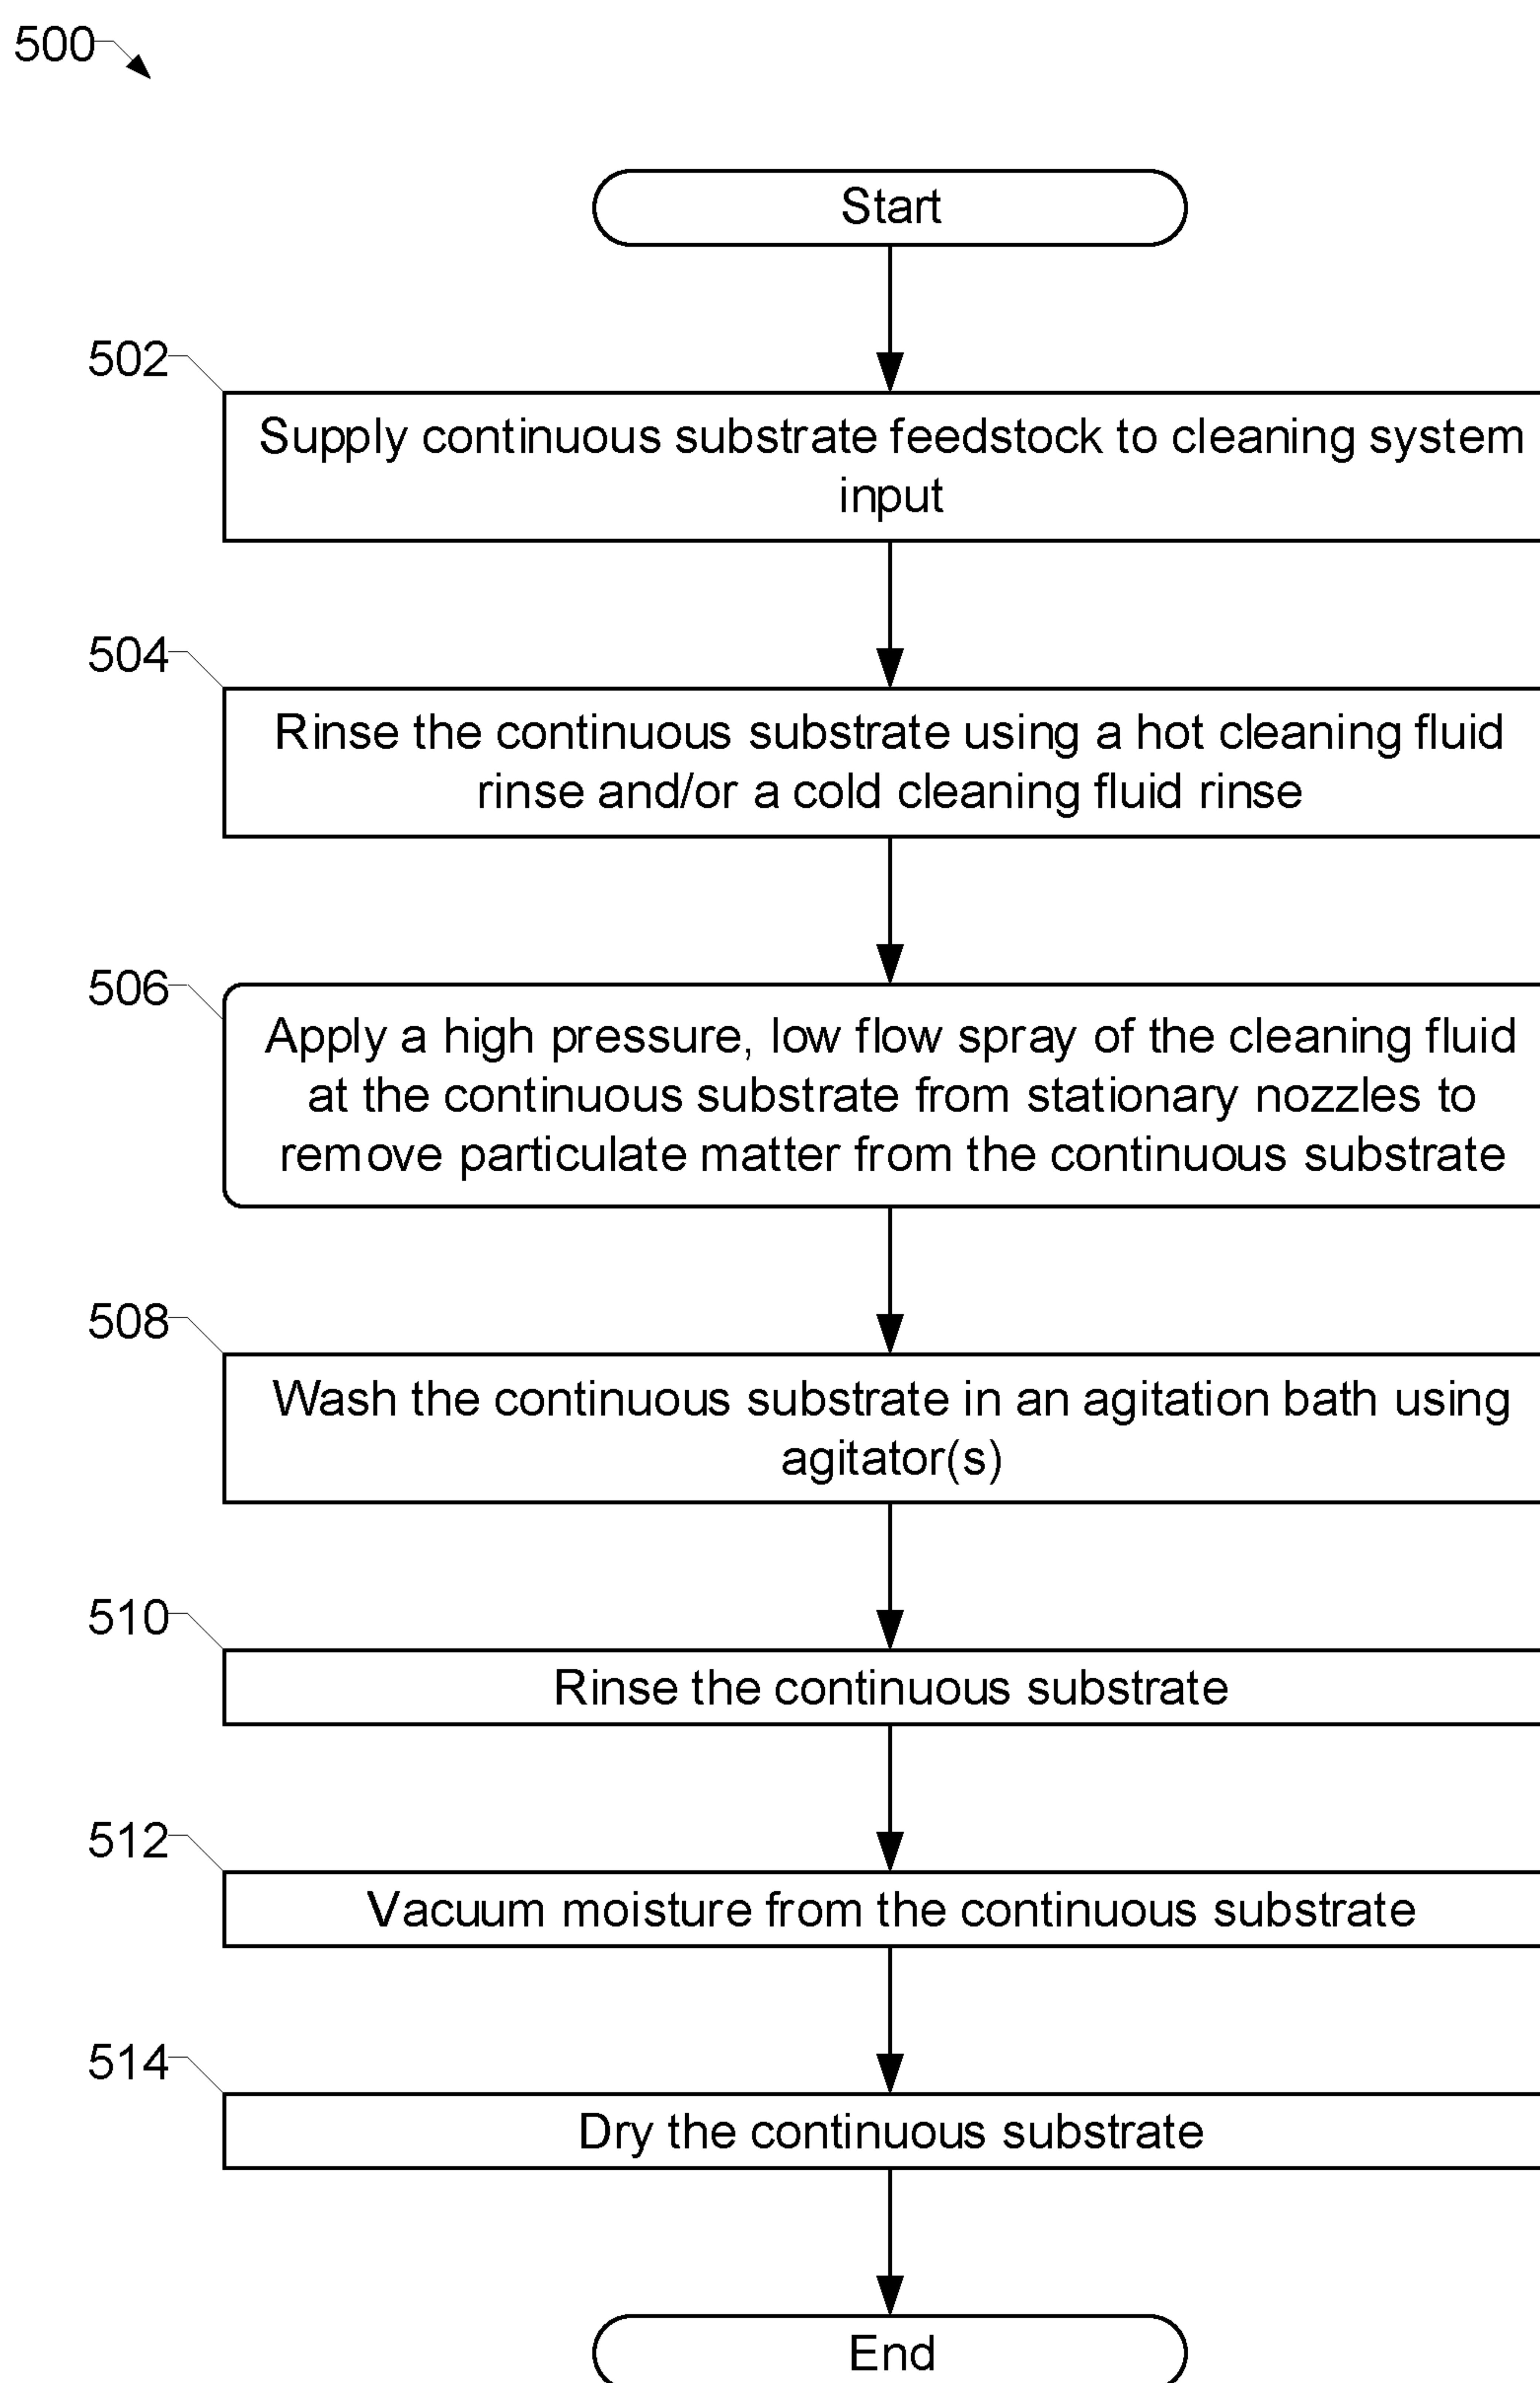 500
Start
502
Supply continuous substrate feedstock to cleaning system
input
504
Rinse the continuous substrate using a hot cleaning fluid
rinse and/or a cold cleaning fluid rinse
506
Apply a high pressure, low flow spray of the cleaning fluid
at the continuous substrate from stationary nozzles to
remove particulate matter from the continuous substrate
508
Wash the continuous substrate in an agitation bath using
agitator(s)
510
Rinse the continuous substrate
512
Vacuum moisture from the continuous substrate
514
Dry the continuous substrate
End